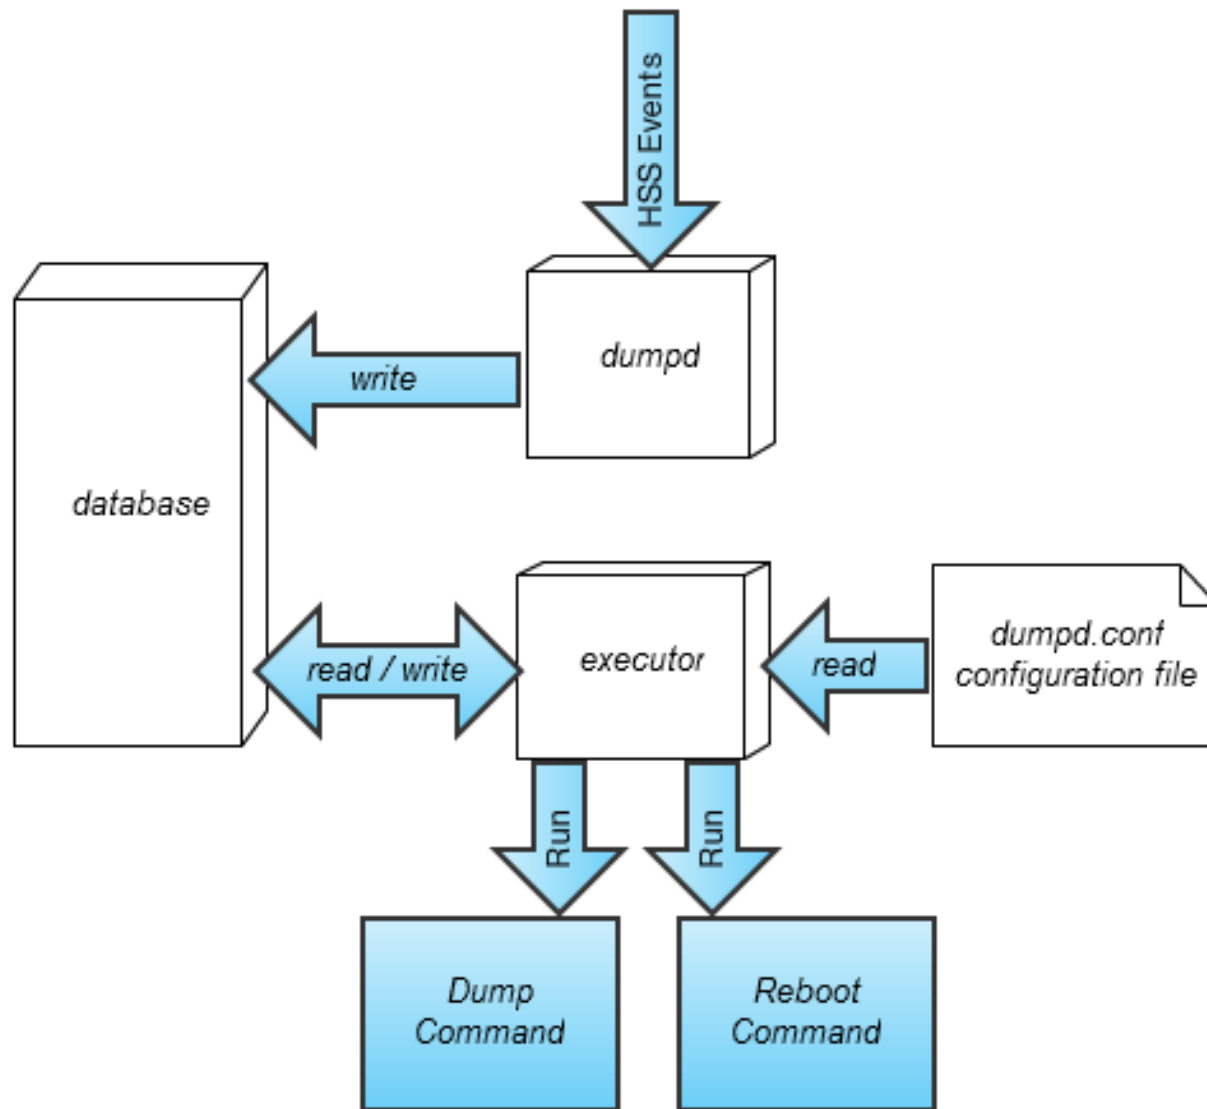 HSS Events
dumpd
write
database
executor
read / write
read
dumpd.conf
configuration file
Run
Run
Dump
Command
Reboot
Command